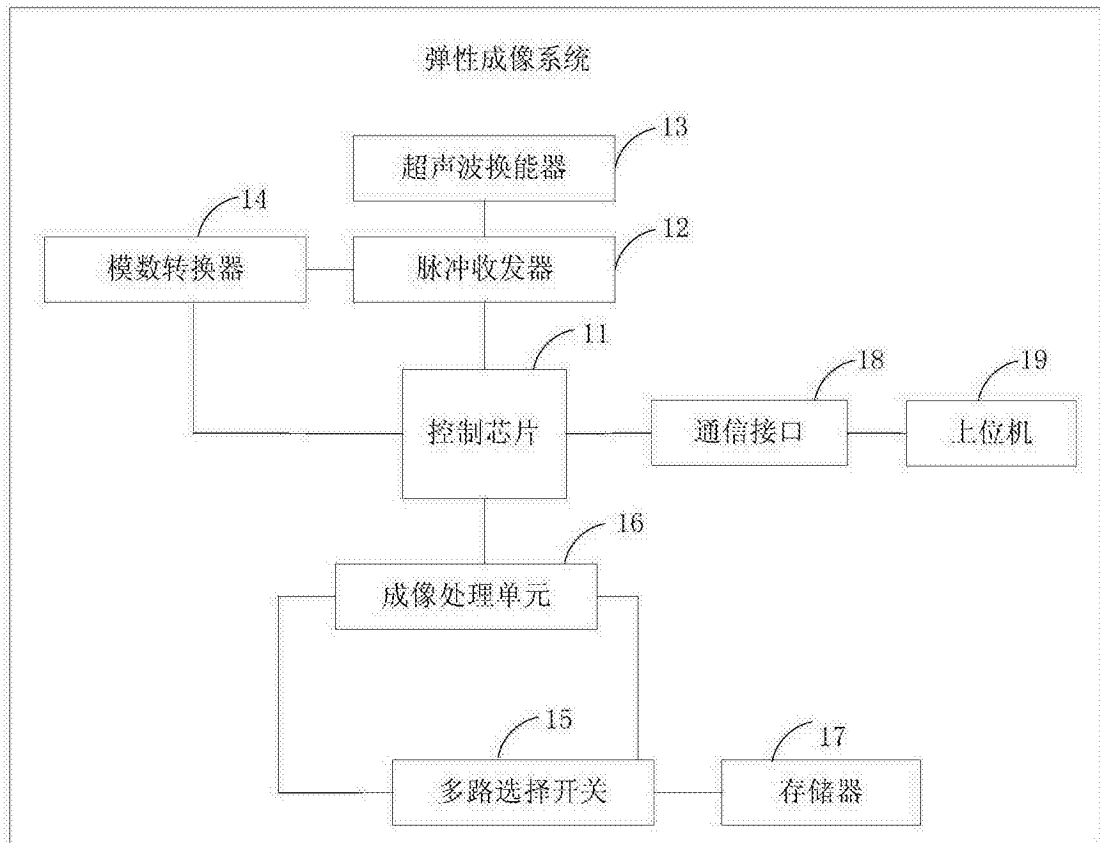 弹性成像系统
13
超声波换能器
14
12
模数转换器
脉冲收发器
11
18
19
控制芯片
通信接口
上位机
16
成像处理单元
15
17
多路选择开关
存储器